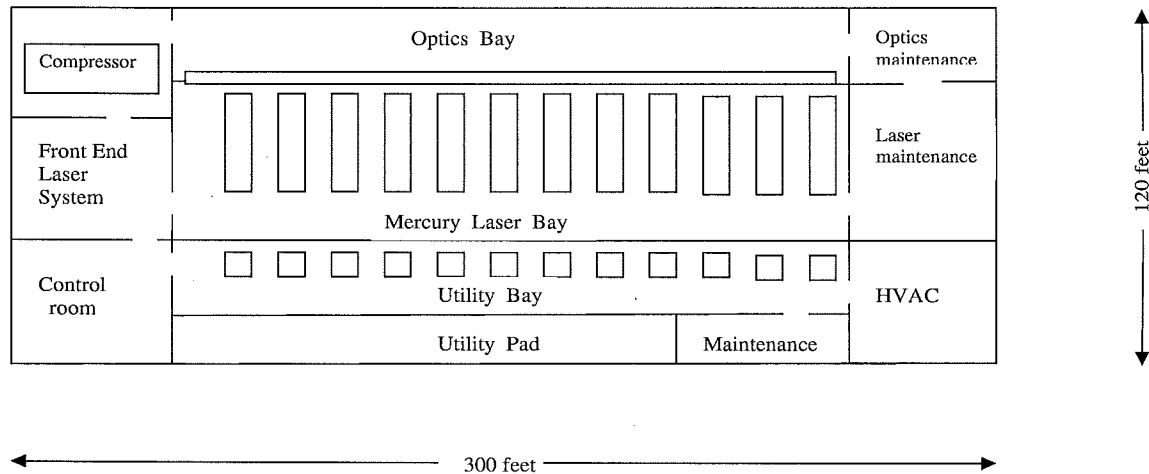 Optics Bay
Compressor
Optics
maintenance
Front End
Laser
System
Laser
maintenance
Mercury Laser Bay
Control
room
Utility Bay
HVAC
Utility Pad
Maintenance
120 feet
300 feet